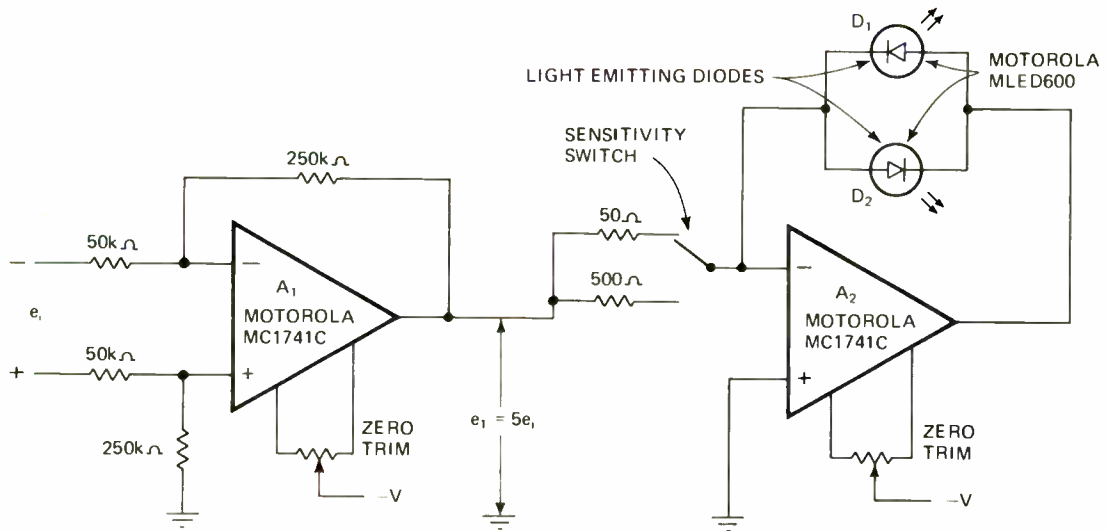 D1
LIGHT EMITTING DIODES
MOTOROLA
MLED600
SENSITIVITY
SWITCH
D2
250kΩ
50kΩ
−
−
A1
MOTOROLA
MC1741C
ei
50kΩ
+
+
250kΩ
ZERO
TRIM
−V
e1 = 5ei
50Ω
500Ω
−
A2
MOTOROLA
MC1741C
+
ZERO
TRIM
−V